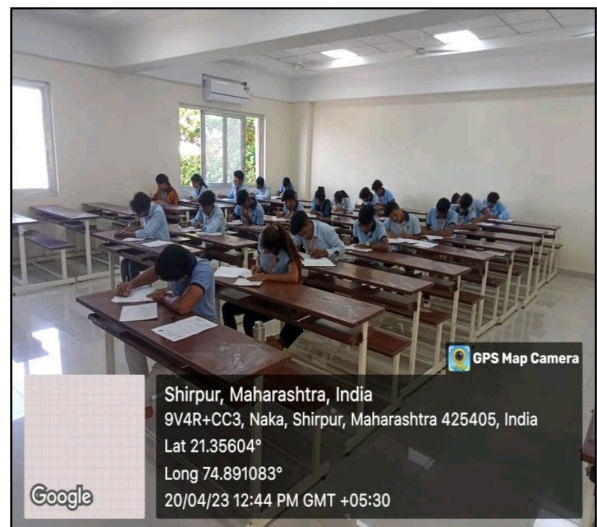 GPS Map Camera
Shirpur, Maharashtra, India
9V4R+CC3, Naka, Shirpur, Maharashtra 425405, India
Lat 21.35604°
Long 74.891083°
20/04/23 12:44 PM GMT +05:30
Google